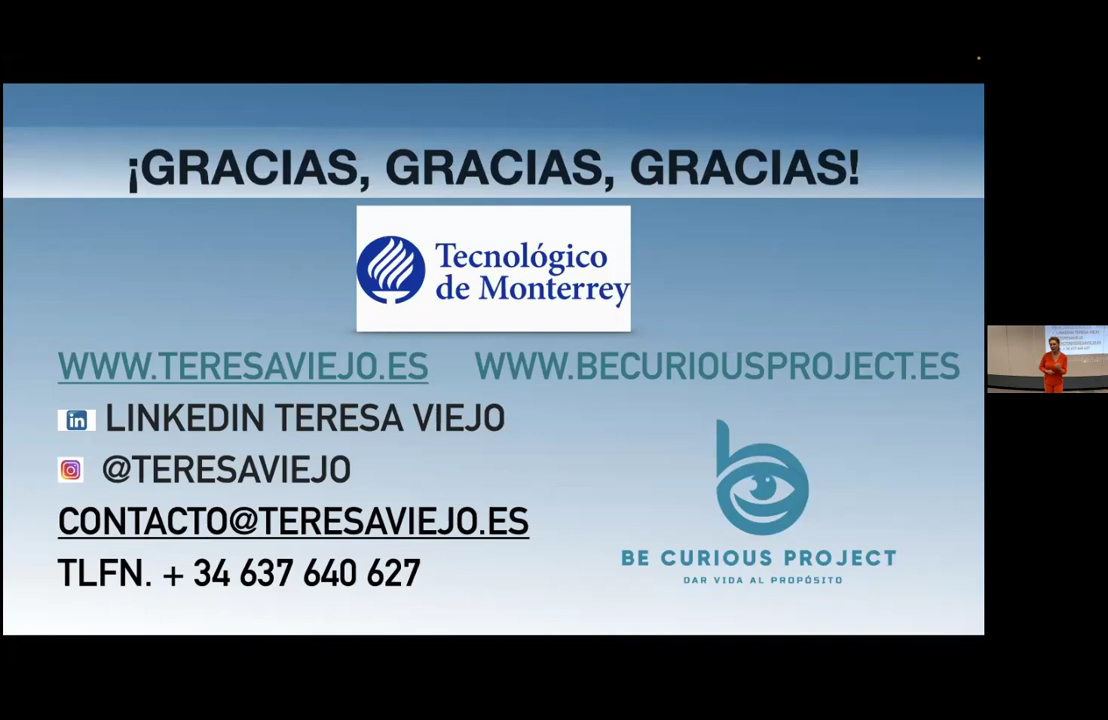 ¡GRACIAS, GRACIAS, GRACIAS!
Tecnológico
de Monterrey
WWW.TERESAVIEJO.ES WWW.BECURIOUSPROJECT.ES
in LINKEDIN TERESA VIEJO
@TERESAVIEJO
CONTACTO@TERESAVIEJO.ES
TLFN. + 34 637 640 627
BE CURIOUS PROJECT
DAR VIDA AL PROPÓSITO